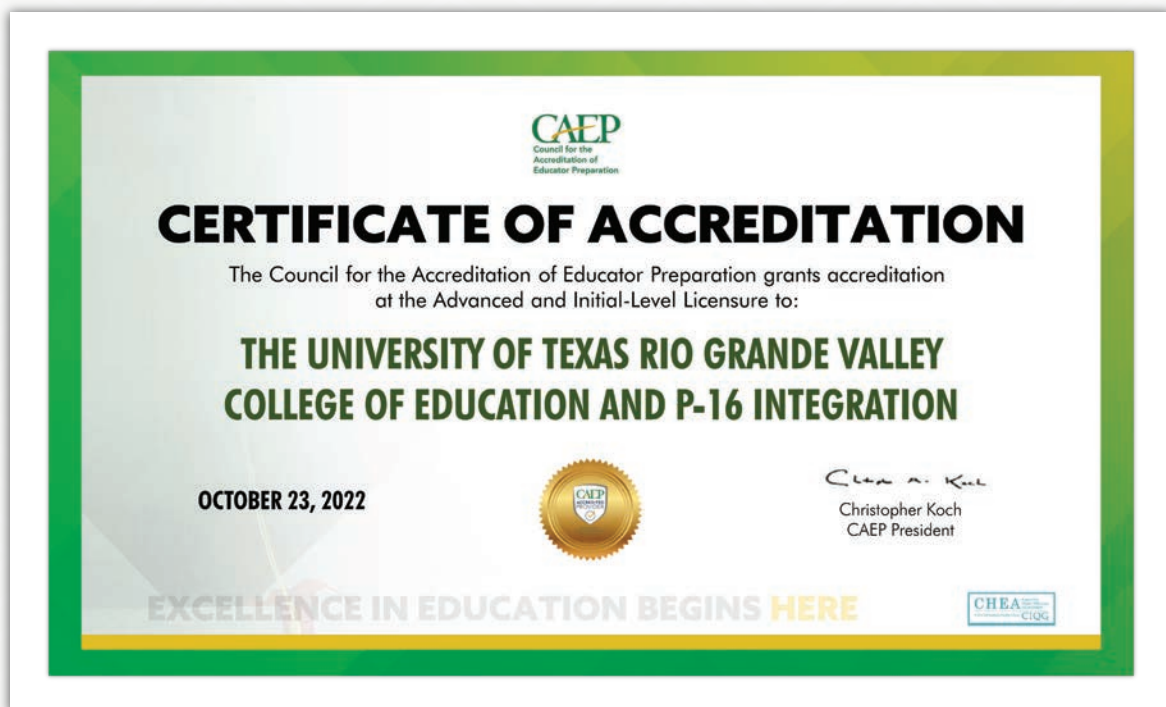 CAEP
Council for the
Accreditation of
Educator Preparation
CERTIFICATE OF ACCREDITATION
The Council for the Accreditation of Educator Preparation grants accreditation
at the Advanced and Initial-Level Licensure to:
THE UNIVERSITY OF TEXAS RIO GRANDE VALLEY
COLLEGE OF EDUCATION AND P-16 INTEGRATION
OCTOBER 23, 2022
CAEP
ACCREDITED
PROVIDER
Christopher Koch
CAEP President
EXCELLENCE IN EDUCATION BEGINS HERE
CHEA
CIQG